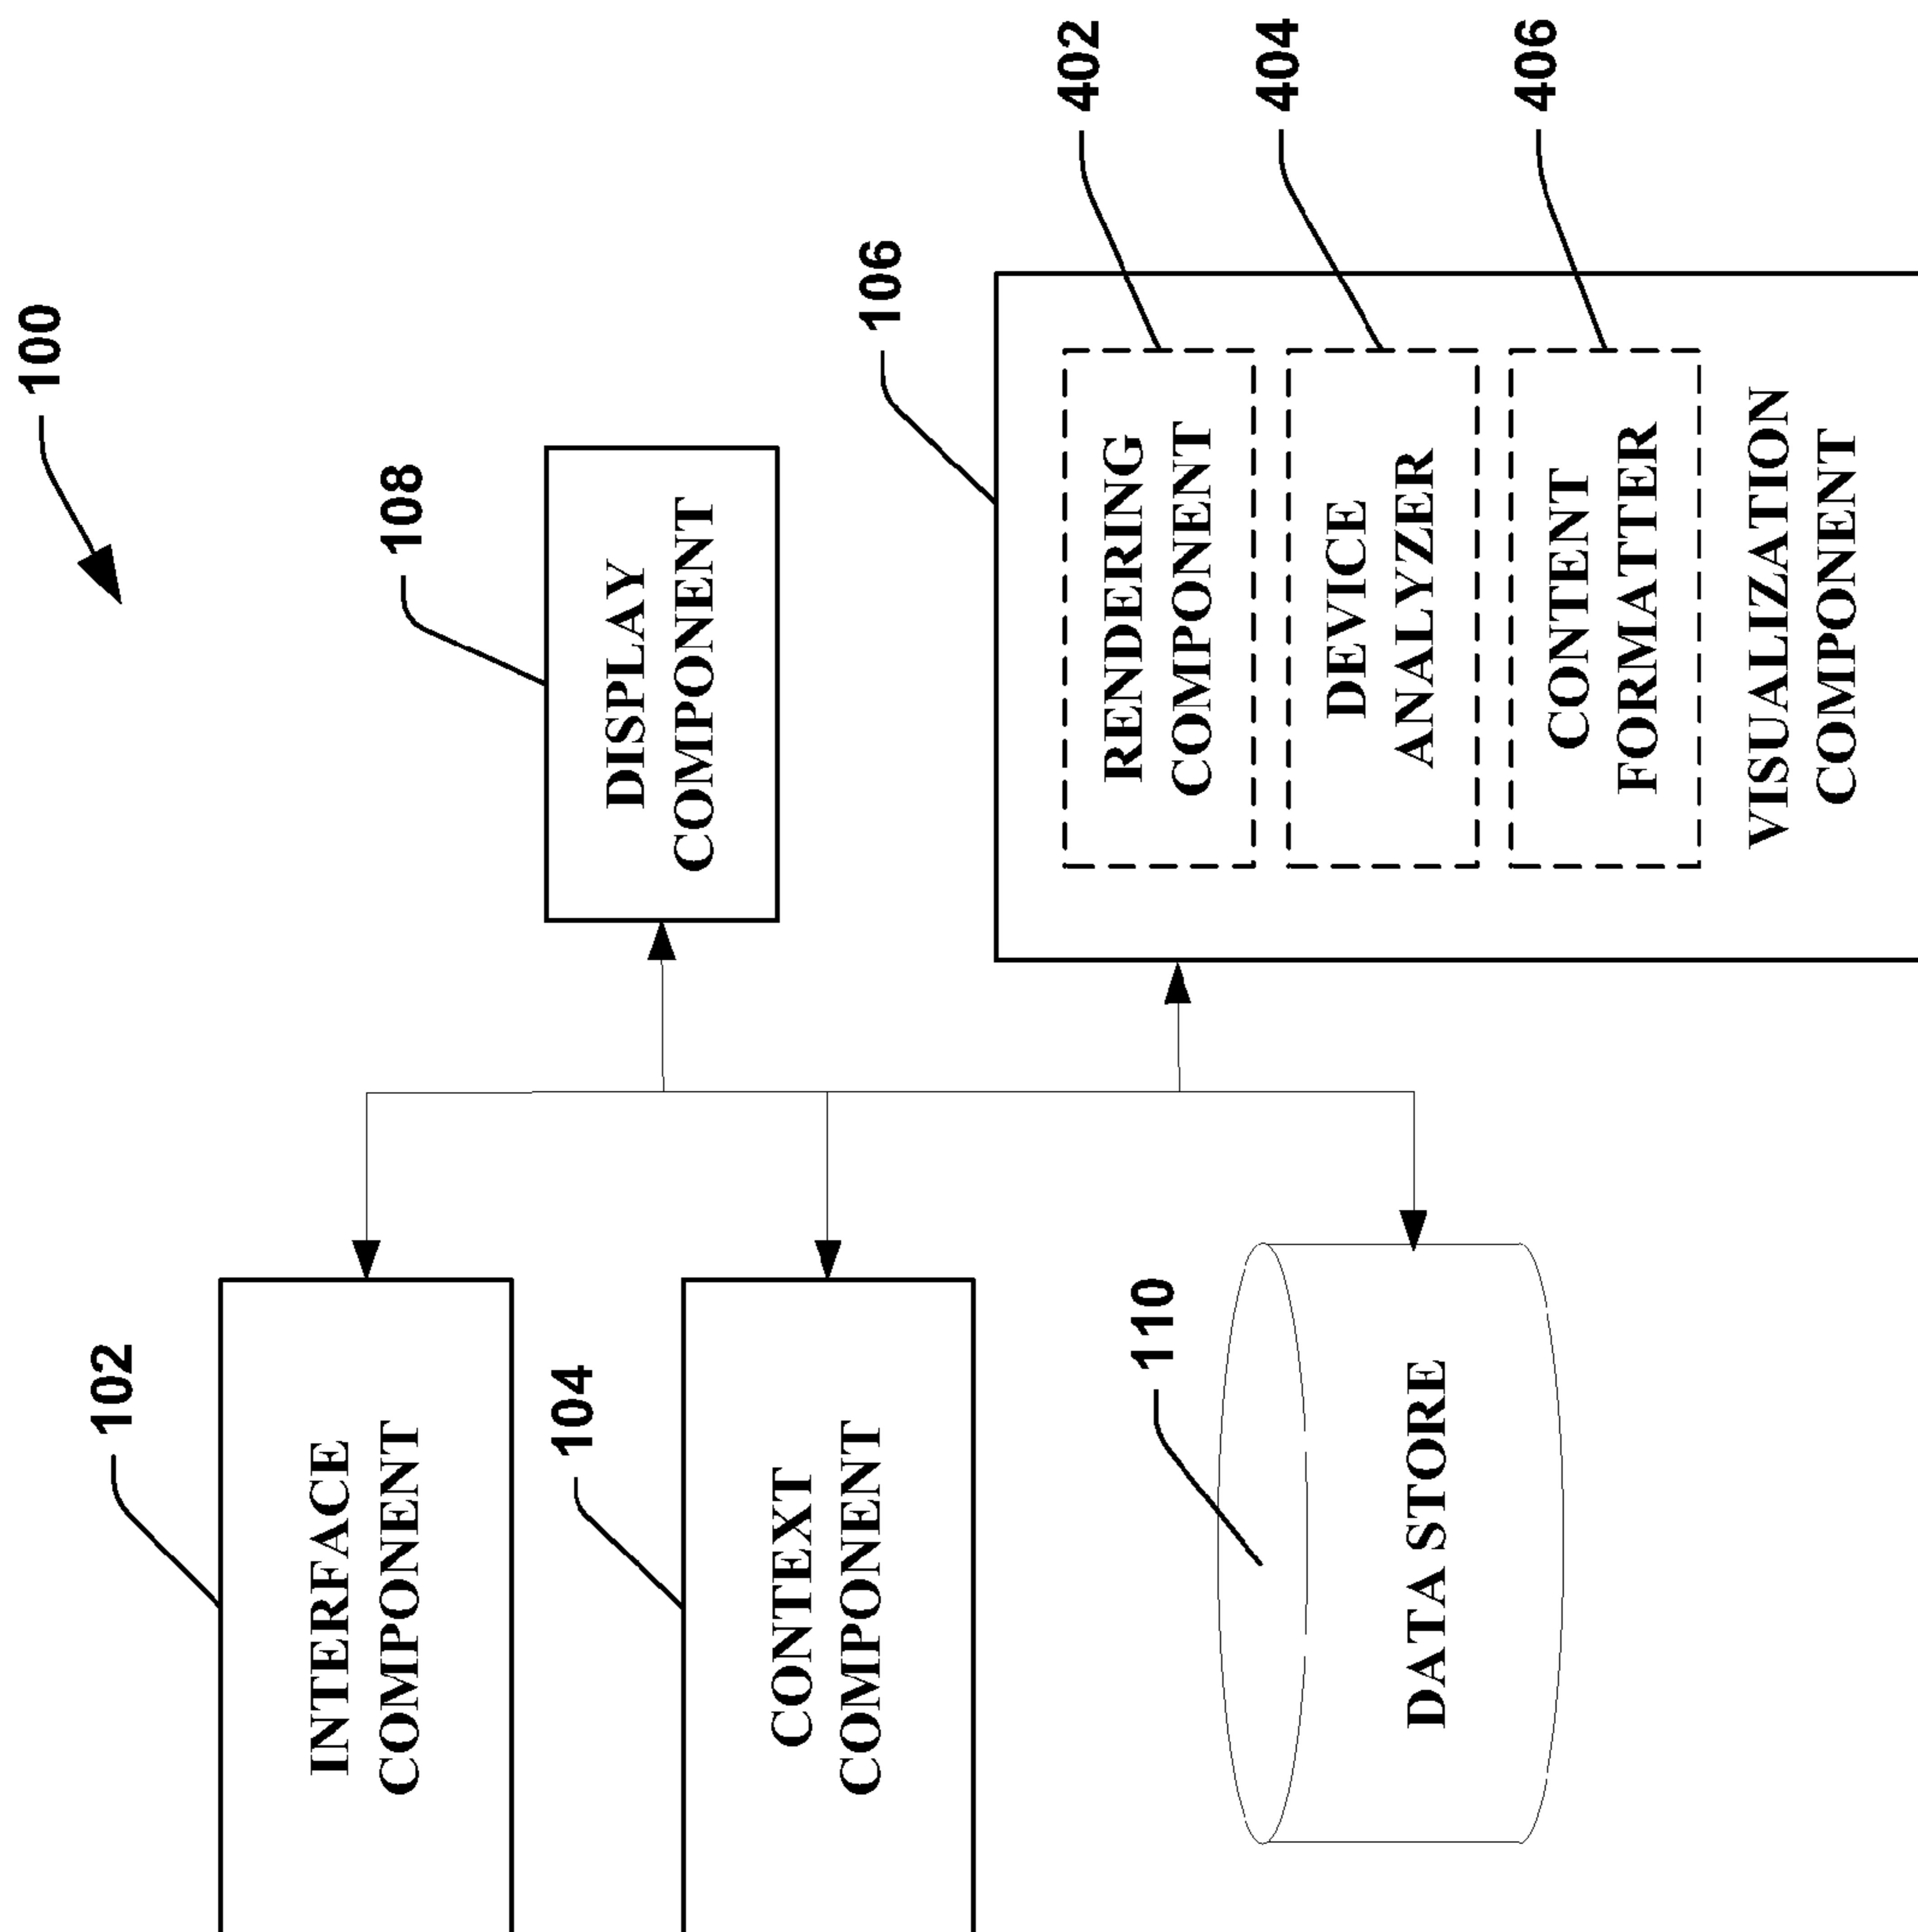 100
102
INTERFACE
COMPONENT
108
DISPLAY
COMPONENT
104
CONTEXT
COMPONENT
106
402
RENDERING
COMPONENT
404
DEVICE
ANALYZER
406
CONTENT
FORMATTER
VISUALIZATION
COMPONENT
110
DATA STORE